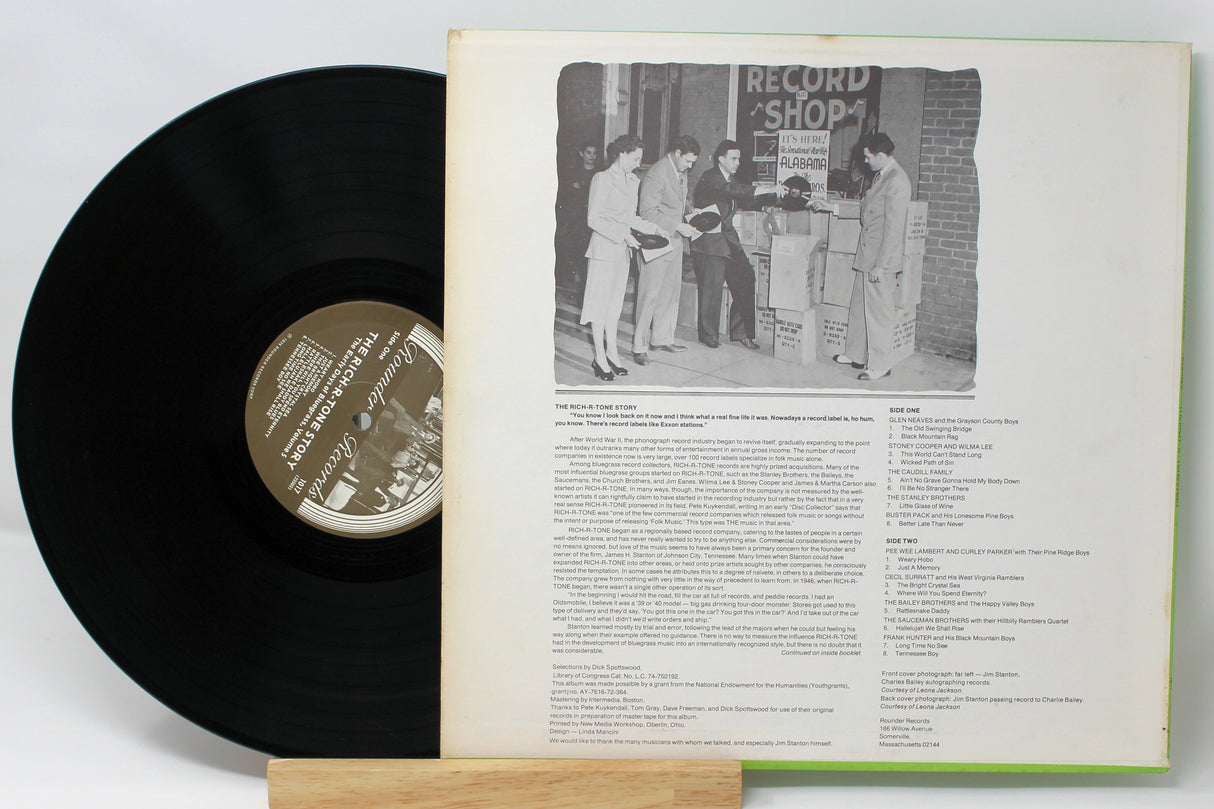 RECORD
SHOP
IT'S HERE!
ALABAMA
Rounder Records
Side One
THE RICH-R-TONE STORY
The Early Days of Bluegrass, Volume 5
1017
THE RICH-R-TONE STORY
"You know I look back on it now and I think what a real fine life it was. Nowadays a record label is, ho hum,
you know. There's record labels like Exxon stations."
After World War II, the phonograph record industry began to revive itself, gradually expanding to the point
where today it outranks many other forms of entertainment in annual gross income. The number of record
companies in existence now is very large, over 100 record labels specialize in folk music alone.
Among bluegrass record collectors, RICH-R-TONE records are highly prized acquisitions. Many of the
most influential bluegrass groups started on RICH-R-TONE, such as the Stanley Brothers, the Baileys, the
Saucemans, the Church Brothers, and Jim Eanes. Wilma Lee & Stoney Cooper and James & Martha Carson also
started on RICH-R-TONE. In many ways, though, the importance of the company is not measured by the well-
known artists it can rightfully claim to have started in the recording industry but rather by the fact that in a very
real sense RICH-R-TONE pioneered in its field. Pete Kuykendall, writing in an early "Disc Collector" says that
RICH-R-TONE was "one of the few commercial record companies which released folk music or songs without
the intent or purpose of releasing 'Folk Music.' This type was THE music in that area."
RICH-R-TONE began as a regionally based record company, catering to the tastes of people in a certain
well-defined area, and has never really wanted to try to be anything else. Commercial considerations were by
no means ignored, but love of the music seems to have always been a primary concern for the founder and
owner of the firm, James H. Stanton of Johnson City, Tennessee. Many times when Stanton could have
expanded RICH-R-TONE into other areas, or held onto prize artists sought by other companies, he consciously
resisted the temptation. In some cases he attributes this to a degree of naivete, in others to a deliberate choice.
The company grew from nothing with very little in the way of precedent to learn from. In 1946, when RICH-R-
TONE began, there wasn't a single other operation of its sort.
"In the beginning I would hit the road, fill the car all full of records, and peddle records. I had an
Oldsmobile, I believe it was a '39 or '40 model — big gas drinking four-door monster. Stores got used to this
type of delivery and they'd say, "You got this one in the car? You got this in the car?" And I'd take out of the car
what I had, and what I didn't we'd write orders and ship."
Stanton learned mostly by trial and error, following the lead of the majors when he could but feeling his
way along when their example offered no guidance. There is no way to measure the influence RICH-R-TONE
had in the development of bluegrass music into an internationally recognized style, but there is no doubt that it
was considerable.
Continued on inside booklet.
Selections by Dick Spottswood.
Library of Congress Cat. No. L.C. 74-750192.
This album was made possible by a grant from the National Endowment for the Humanities (Youthgrants),
grant no. AY-7616-72-364.
Mastering by Intermedia, Boston.
Thanks to Pete Kuykendall, Tom Gray, Dave Freeman, and Dick Spottswood for use of their original
records in preparation of master tape for this album.
Printed by New Media Workshop, Oberlin, Ohio.
Design — Linda Mancini
We would like to thank the many musicians with whom we talked, and especially Jim Stanton himself.
SIDE ONE
GLEN NEAVES and the Grayson County Boys
1. The Old Swinging Bridge
2. Black Mountain Rag
STONEY COOPER AND WILMA LEE
3. This World Can't Stand Long
4. Wicked Path of Sin
THE CAUDILL FAMILY
5. Ain't No Grave Gonna Hold My Body Down
6. I'll Be No Stranger There
THE STANLEY BROTHERS
7. Little Glass of Wine
BUSTER PACK and His Lonesome Pine Boys
8. Better Late Than Never
SIDE TWO
PEE WEE LAMBERT AND CURLEY PARKER with Their Pine Ridge Boys
1. Weary Hobo
2. Just A Memory
CECIL SURRATT and His West Virginia Ramblers
3. The Bright Crystal Sea
4. Where Will You Spend Eternity?
THE BAILEY BROTHERS and The Happy Valley Boys
5. Rattlesnake Daddy
THE SAUCEMAN BROTHERS with their Hillbilly Ramblers Quartet
6. Hallelujah We Shall Rise
FRANK HUNTER and His Black Mountain Boys
7. Long Time No See
8. Tennessee Boy
Front cover photograph: far left — Jim Stanton,
Charles Bailey autographing records.
Courtesy of Leona Jackson.
Back cover photograph: Jim Stanton passing record to Charlie Bailey.
Courtesy of Leona Jackson
Rounder Records
186 Willow Avenue
Somerville,
Massachusetts 02144